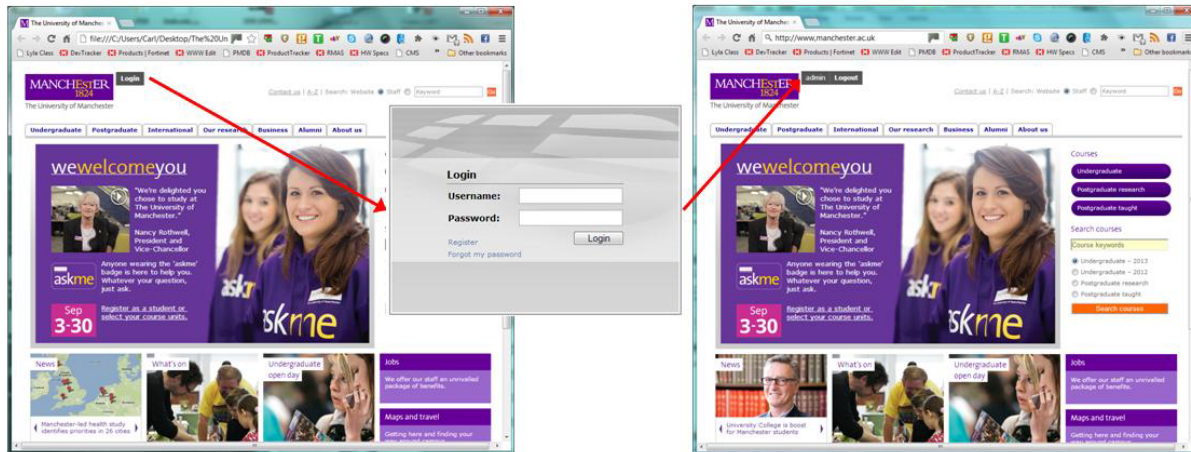 The University of Manches
file:///C:/Users/Carl/Desktop/The%20Un
Lyle Class
DevTracker
Products | Fortinet
WWW Edit
PMDB
ProductTracker
RMAS
HW Specs
CMS
Other bookmarks
MANCHESTER
1824
The University of Manchester
Login
Contact us | A-Z | Search: Website Staff Keyword
Undergraduate Postgraduate International Our research Business Alumni About us
wewelcomeyou
"We're delighted you
chose to study at
The University of
Manchester."
Nancy Rothwell,
President and
Vice-Chancellor
askme
Anyone wearing the 'askme'
badge is here to help you.
Whatever your question,
just ask.
Sep
3-30
Register as a student or
select your course units.
askme
News
Manchester-led health study
identifies priorities in 26 cities
What's on
Undergraduate
open day
Jobs
We offer our staff an unrivalled
package of benefits.
Maps and travel
Getting here and finding your
way around campus
Login
Username:
Password:
Login
Register
Forgot my password
The University of Manches
http://www.manchester.ac.uk
Lyle Class
DevTracker
Products | Fortinet
WWW Edit
PMDB
ProductTracker
RMAS
HW Specs
CMS
Other bookmarks
MANCHESTER
1824
The University of Manchester
admin Logout
Contact us | A-Z | Search: Website Staff Keyword
Undergraduate Postgraduate International Our research Business Alumni About us
wewelcomeyou
"We're delighted you
chose to study at
The University of
Manchester."
Nancy Rothwell,
President and
Vice-Chancellor
askme
Anyone wearing the 'askme'
badge is here to help you.
Whatever your question,
just ask.
Sep
3-30
Register as a student or
select your course units.
askme
Courses
Undergraduate
Postgraduate research
Postgraduate taught
Search courses
Course keywords
Undergraduate – 2013
Undergraduate – 2012
Postgraduate research
Postgraduate taught
Search courses
News
University College is boost
for Manchester students
What's on
Undergraduate
open day
Jobs
We offer our staff an unrivalled
package of benefits.
Maps and travel
Getting here and finding your
way around campus